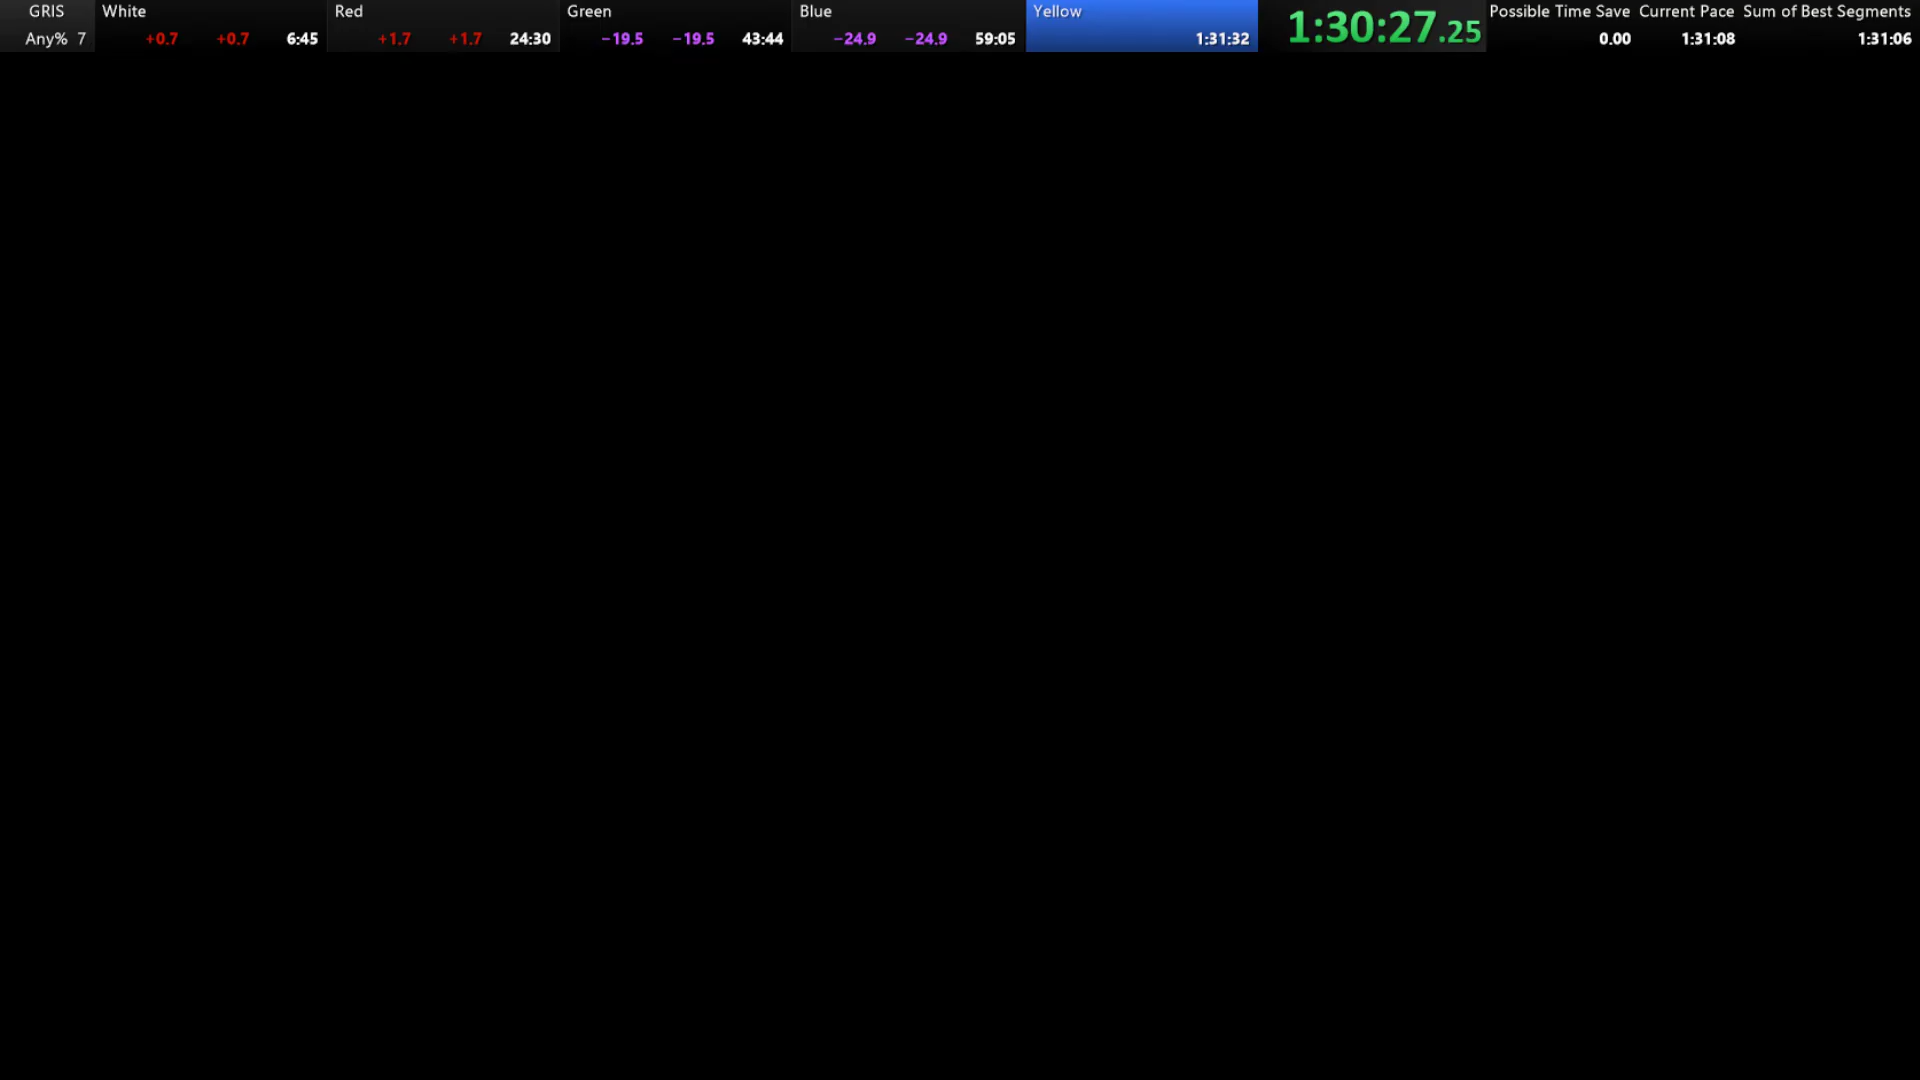 GRIS White Red Green Blue Yellow 1:30:27.25 Possible Time Save Current Pace Sum of Best Segments
Any% 7 +0.7 +0.7 6:45 +1.7 +1.7 24:30 −19.5 −19.5 43:44 −24.9 −24.9 59:05 1:31:32 0.00 1:31:08 1:31:06